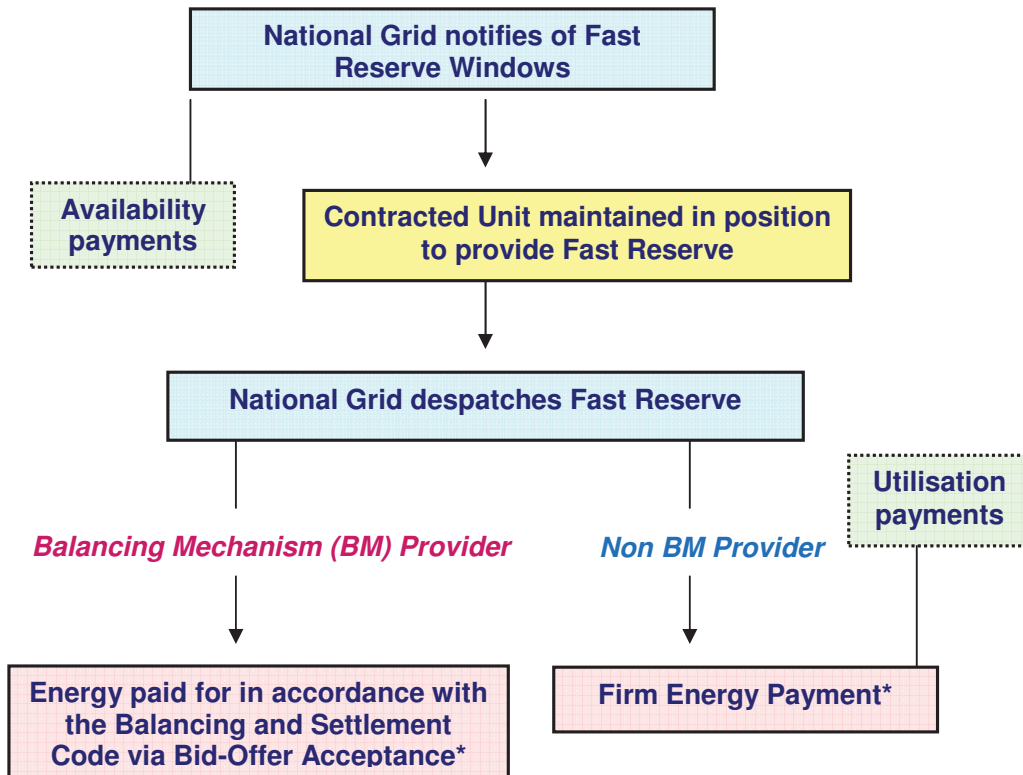 National Grid notifies of Fast
Reserve Windows
Availability
payments
Contracted Unit maintained in position
to provide Fast Reserve
National Grid despatches Fast Reserve
Utilisation
payments
Balancing Mechanism (BM) Provider
Non BM Provider
Energy paid for in accordance with
the Balancing and Settlement
Code via Bid-Offer Acceptance*
Firm Energy Payment*